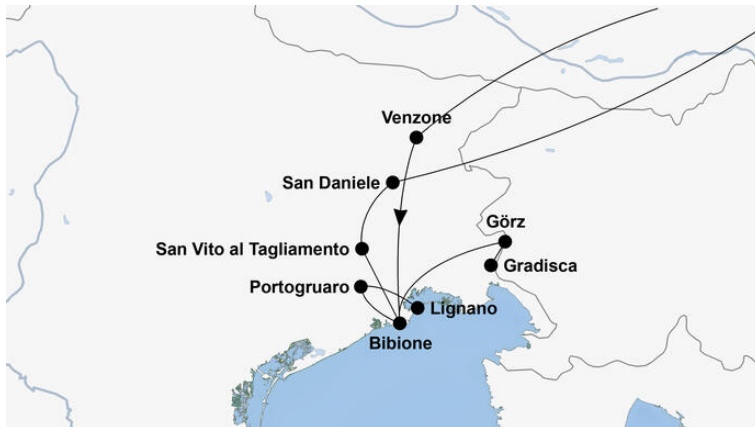 Venzone
San Daniele
Görz
San Vito al Tagliamento
Gradisca
Portogruaro
Lignano
Bibione